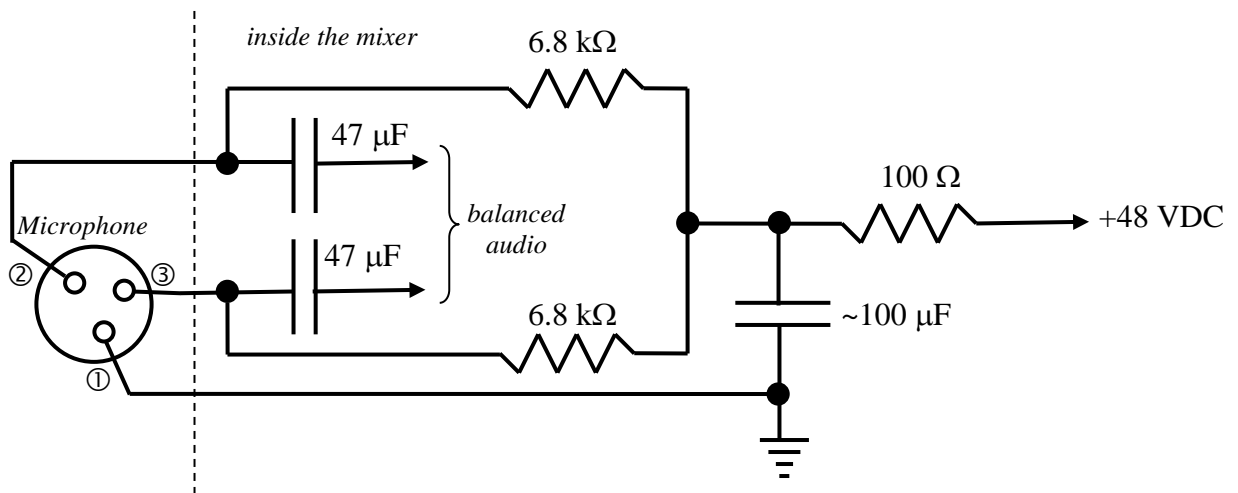 inside the mixer
6.8 kΩ
47 μF
100 Ω
+48 VDC
Microphone
balanced
audio
②
③
47 μF
6.8 kΩ
~100 μF
①